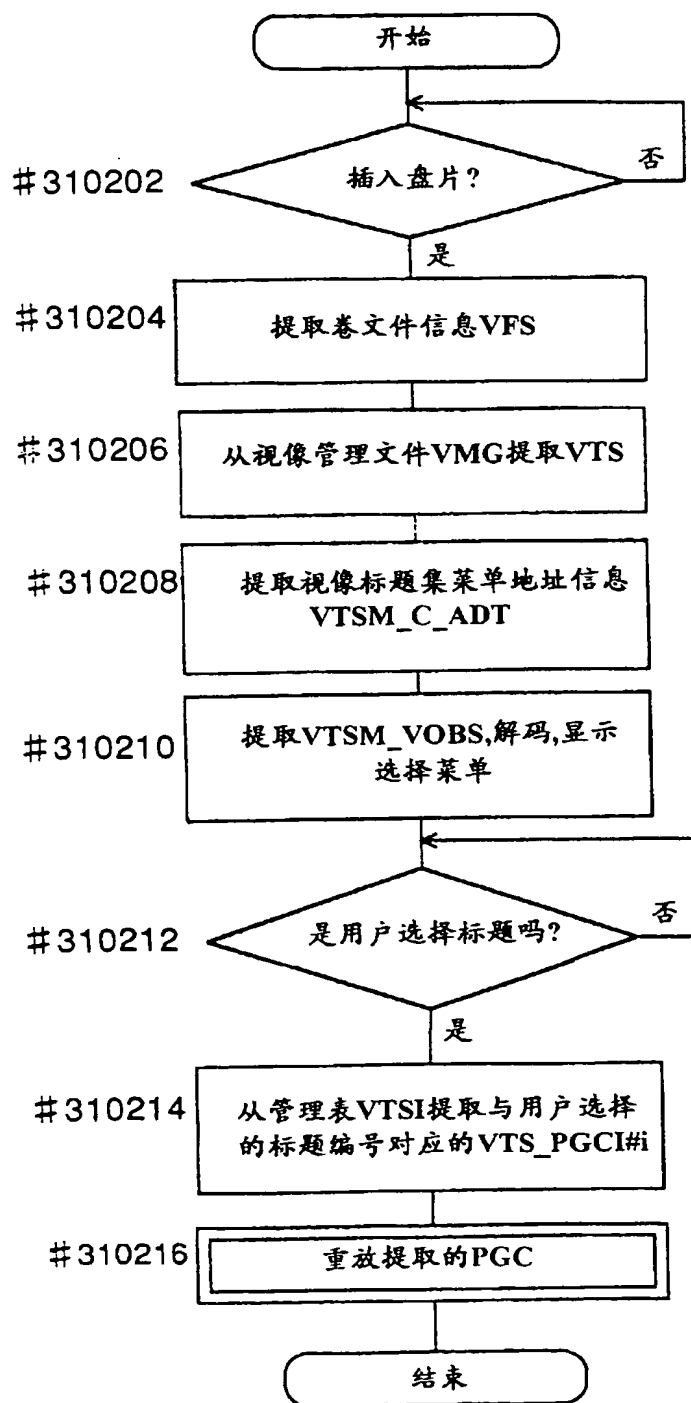 开始
#310202
插入盘片?
否
是
#310204
提取卷文件信息VFS
#310206
从视像管理文件VMG提取VTS
#310208
提取视像标题集菜单地址信息
VTSM_C_ADT
#310210
提取VTSM_VOBS,解码,显示
选择菜单
#310212
是用户选择标题吗?
否
是
#310214
从管理表VTSI提取与用户选择
的标题编号对应的VTS_PGCI#i
#310216
重放提取的PGC
结束